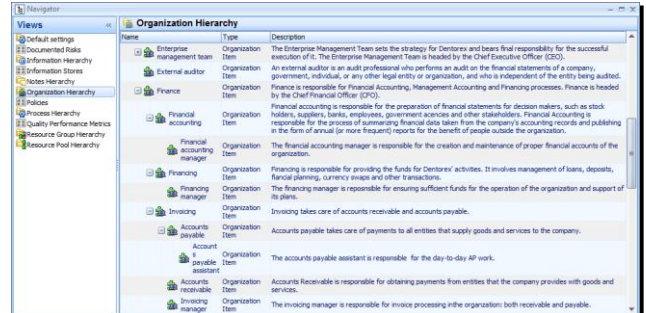 Navigator
Views
«
Default settings
Documented Risks
Information Hierarchy
Information Stores
Notes Hierarchy
Organization Hierarchy
Policies
Process Hierarchy
Quality Performance Metrics
Resource Group Hierarchy
Resource Pool Hierarchy
Organization Hierarchy
Name Type Description
Enterprise
management team
Organization
Item
The Enterprise Management Team sets the strategy for Dentorex and bears final responsibility for the successful
execution of it. The Enterprise Management Team is headed by the Chief Executive Officer (CEO).
External auditor
Organization
Item
An external auditor is an audit professional who performs an audit on the financial statements of a company,
government, individual, or any other legal entity or organization, and who is independent of the entity being audited.
Finance
Organization
Item
Finance is responsible for Financial Accounting, Management Accounting and Financing processes. Finance is headed
by the Chief Financial Officer (CFO).
Financial
accounting
Organization
Item
Financial accounting is responsible for the preparation of financial statements for decision makers, such as stock
holders, suppliers, banks, employees, government agencies and other stakeholders. Financial Accounting is
responsible for the process of summarizing financial data taken from the company's accounting records and publishing
in the form of annual (or more frequent) reports for the benefit of people outside the organization.
Financial
accounting
manager
Organization
Item
The financial accounting manager is responsible for the creation and maintenance of proper financial accounts of the
organization.
Financing
Organization
Item
Financing is responsible for providing the funds for Dentorex' activities. It involves management of loans, deposits,
flancial planning, currency swaps and other transactions.
Financing
manager
Organization
Item
The financing manager is reponsible for ensuring sufficient funds for the operation of the organization and support of
its plans.
Invoicing
Organization
Item
Invoicing takes care of accounts receivable and accounts payable.
Accounts
payable
Organization
Item
Accounts payable takes care of payments to all entities that supply goods and services to the company.
Account
s
payable
assistant
Organization
Item
The accounts payable assistant is responsible for the day-to-day AP work.
Accounts
receivable
Organization
Item
Accounts Receivable is responsible for obtaining payments from entities that the company provides with goods and
services.
Invoicing
manager
Organization
Item
The invoicing manager is responsible for invoice processing inthe organzation: both receivable and payable.